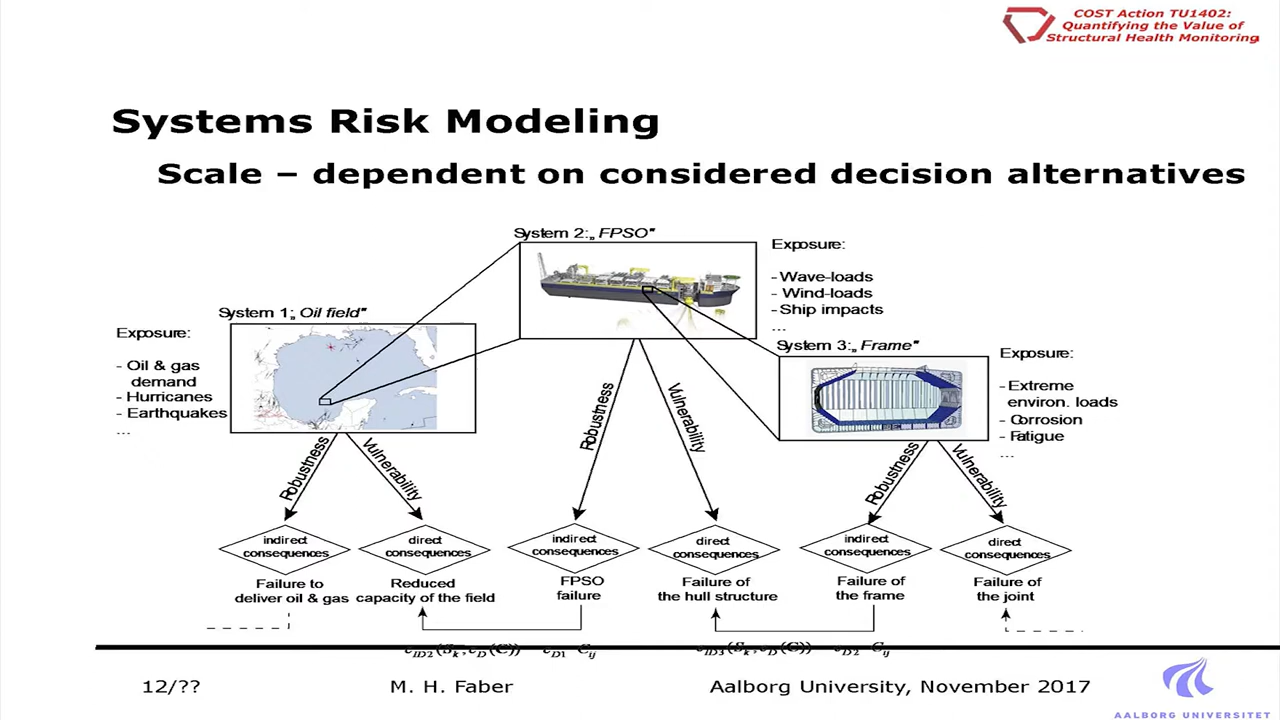 COST Action TU1402:
Quantifying the Value of
Structural Health Monitoring
Systems Risk Modeling
Scale – dependent on considered decision alternatives
System 2:„ FPSO"
Exposure:
- Wave-loads
- Wind-loads
- Ship impacts
...
System 1:„ Oil field"
Exposure:
- Oil & gas
demand
- Hurricanes
- Earthquakes
...
System 3:„ Frame"
Exposure:
- Extreme
environ. loads
- Corrosion
- Fatigue
...
Robustness
Vulnerability
Robustness
Vulnerability
Robustness
Vulnerability
indirect
consequences
direct
consequences
indirect
consequences
direct
consequences
indirect
consequences
direct
consequences
Failure to
deliver oil & gas
Reduced
capacity of the field
FPSO
failure
Failure of
the hull structure
Failure of
the frame
Failure of
the joint
12/??
M. H. Faber
Aalborg University, November 2017
AALBORG UNIVERSITET